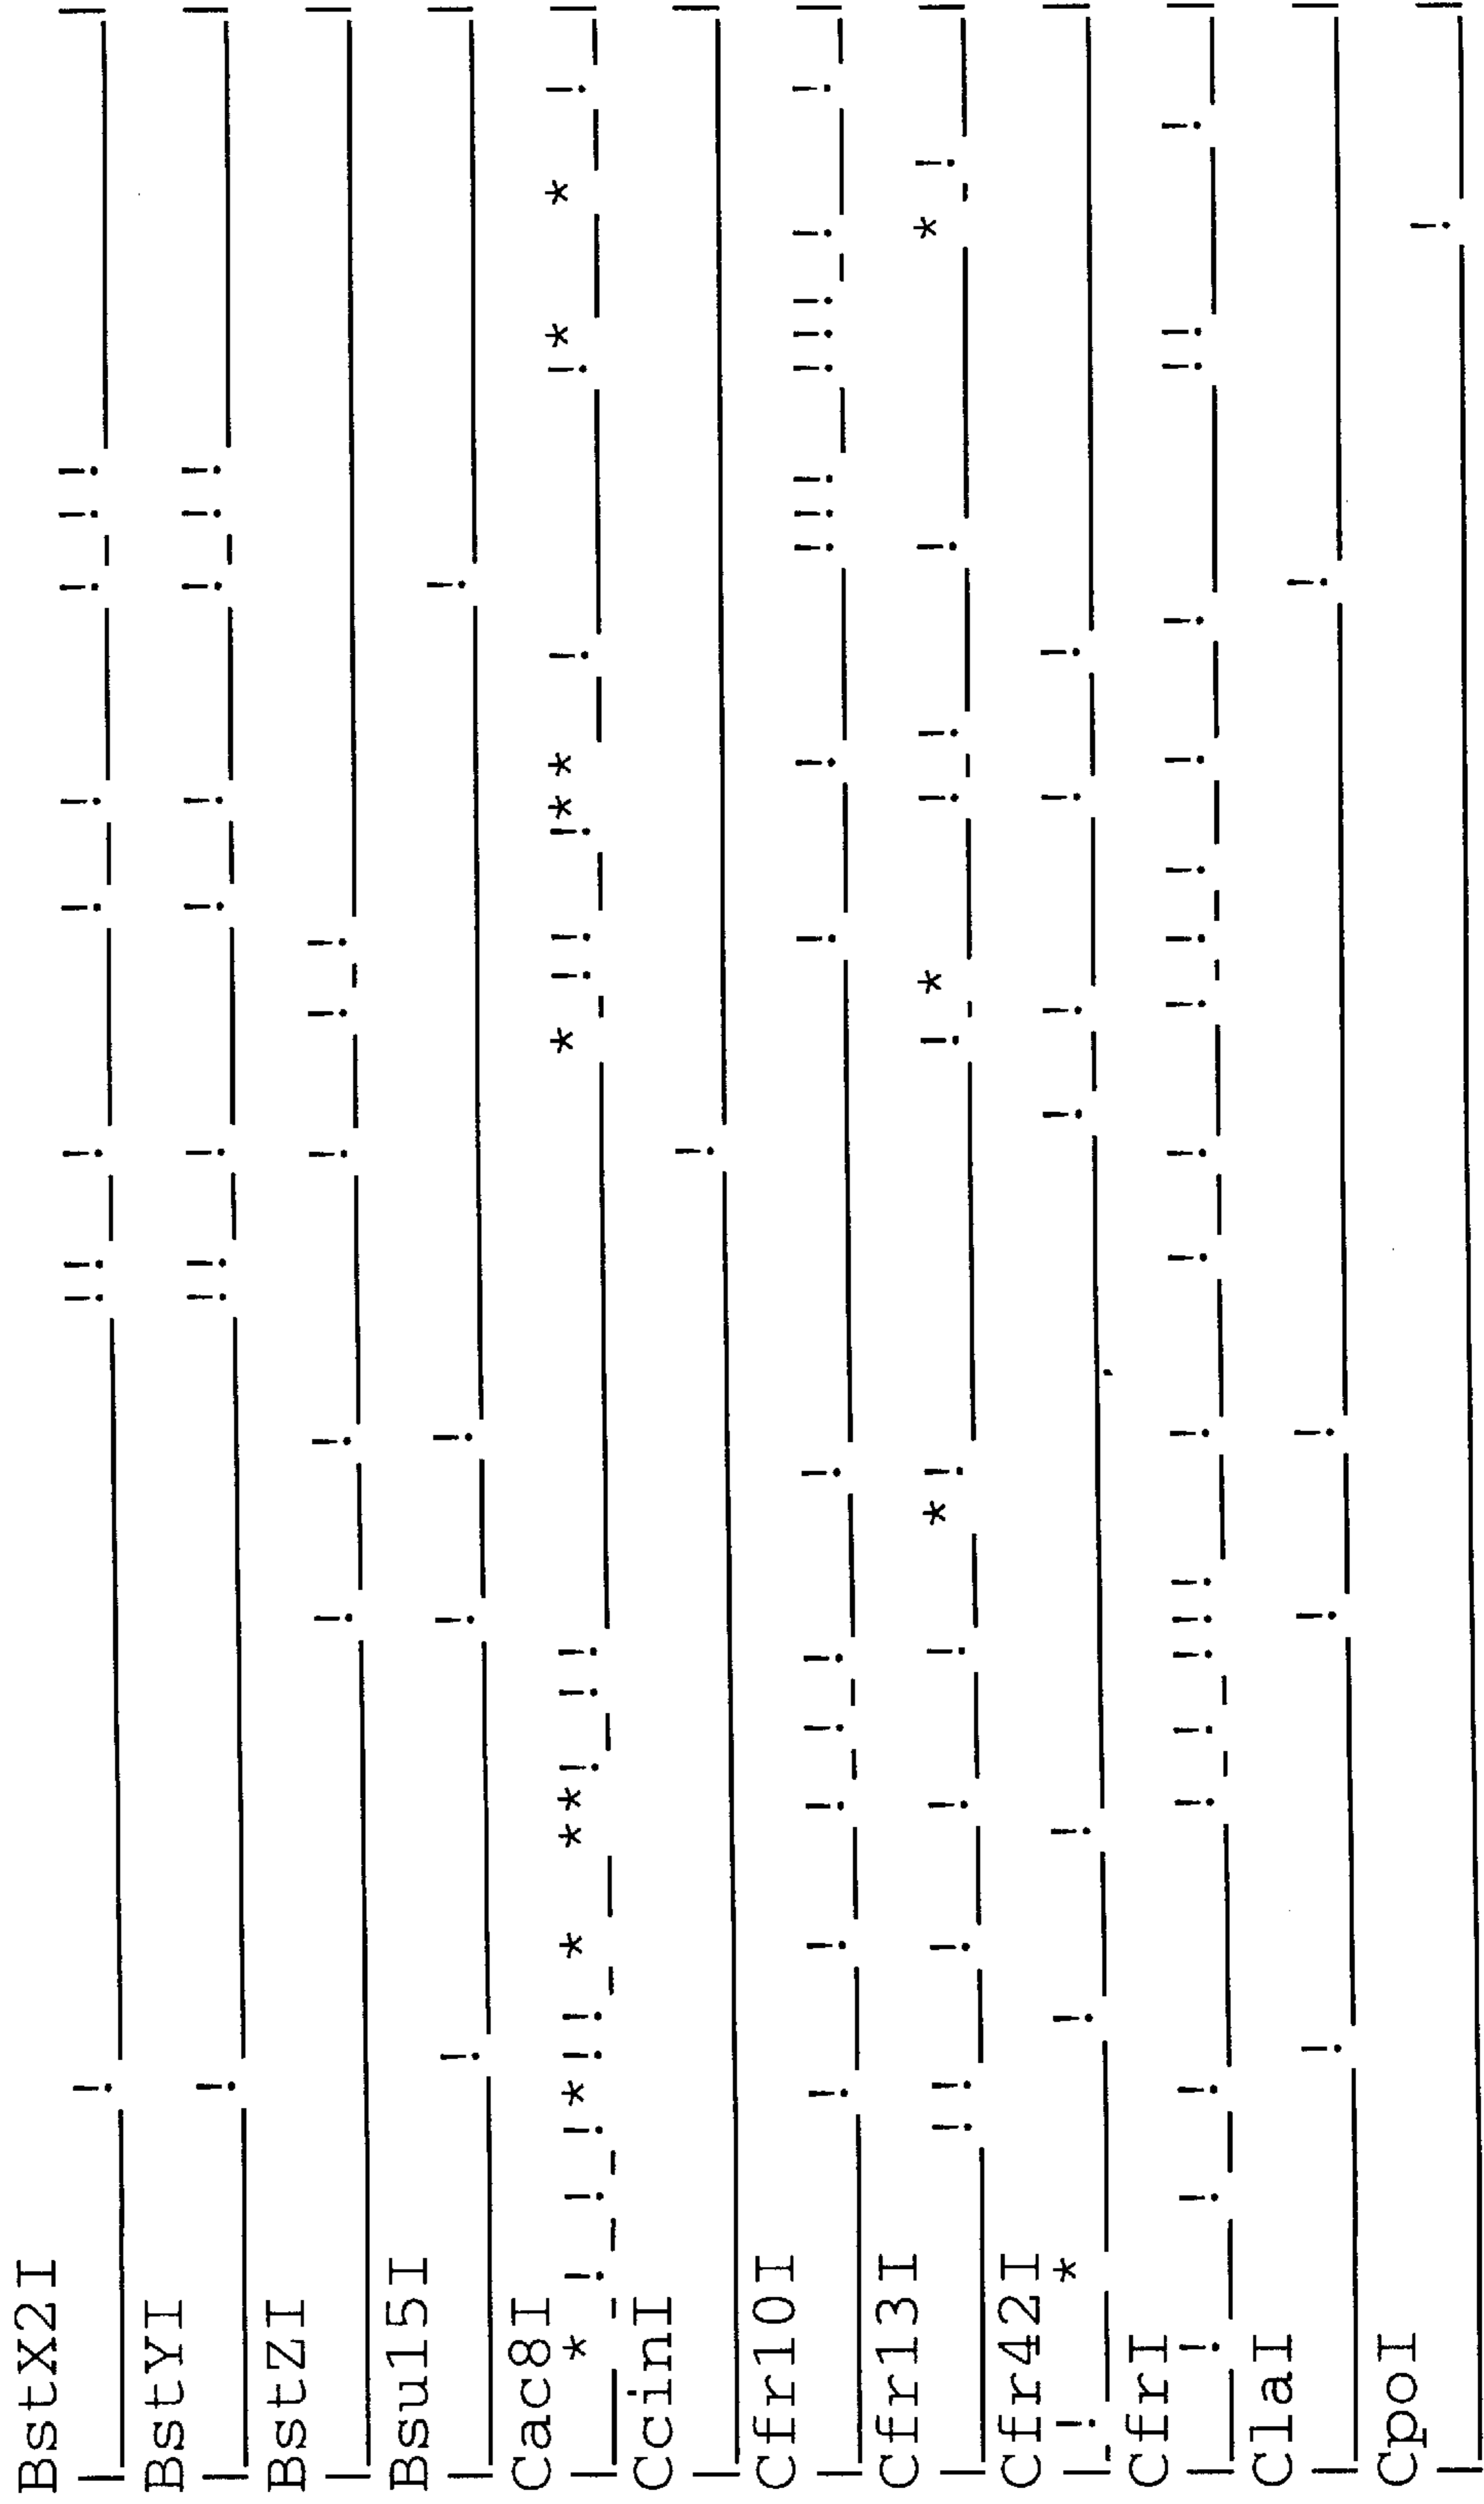 BstX2I
BstYI
BstZI
Bsu15I
Cac8I
CcinI
Cfr10I
Cfr13I
Cfr42I
CfrI
ClaI
CpoI